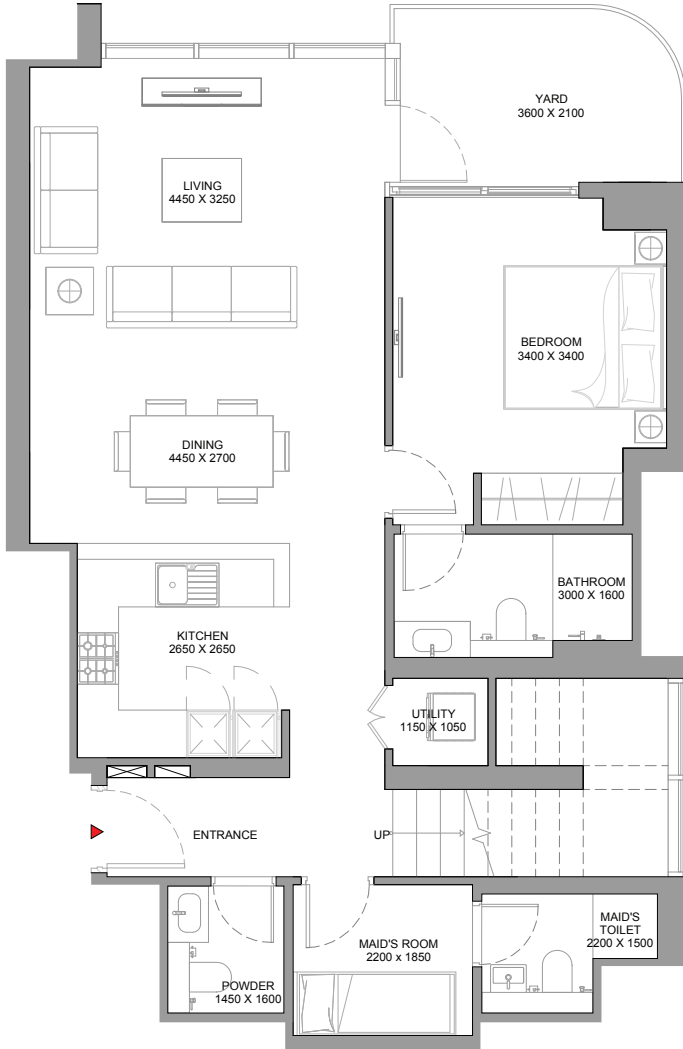 YARD
3600 X 2100
LIVING
4450 X 3250
BEDROOM
3400 X 3400
DINING
4450 X 2700
BATHROOM
3000 X 1600
KITCHEN
2650 X 2650
UTILITY
1150 X 1050
ENTRANCE
UP
MAID'S
TOILET
2200 X 1500
MAID'S ROOM
2200 x 1850
POWDER
1450 X 1600